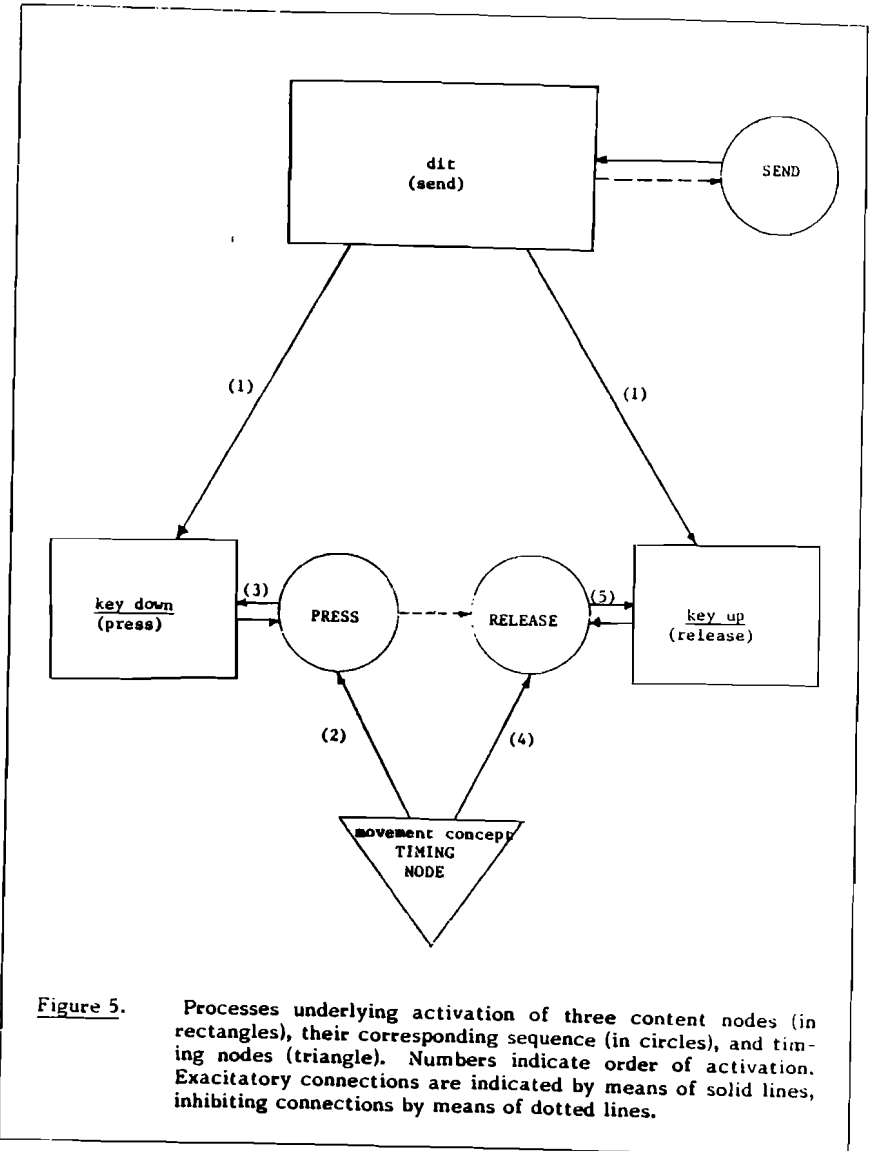 dit
(send)
SEND
(1)
(1)
key down
(press)
(3)
PRESS
RELEASE
(5)
key up
(release)
(2)
(4)
movement concept
TIMING
NODE
Figure 5. Processes underlying activation of three content nodes (in
rectangles), their corresponding sequence (in circles), and tim-
ing nodes (triangle). Numbers indicate order of activation.
Exacitatory connections are indicated by means of solid lines,
inhibiting connections by means of dotted lines.